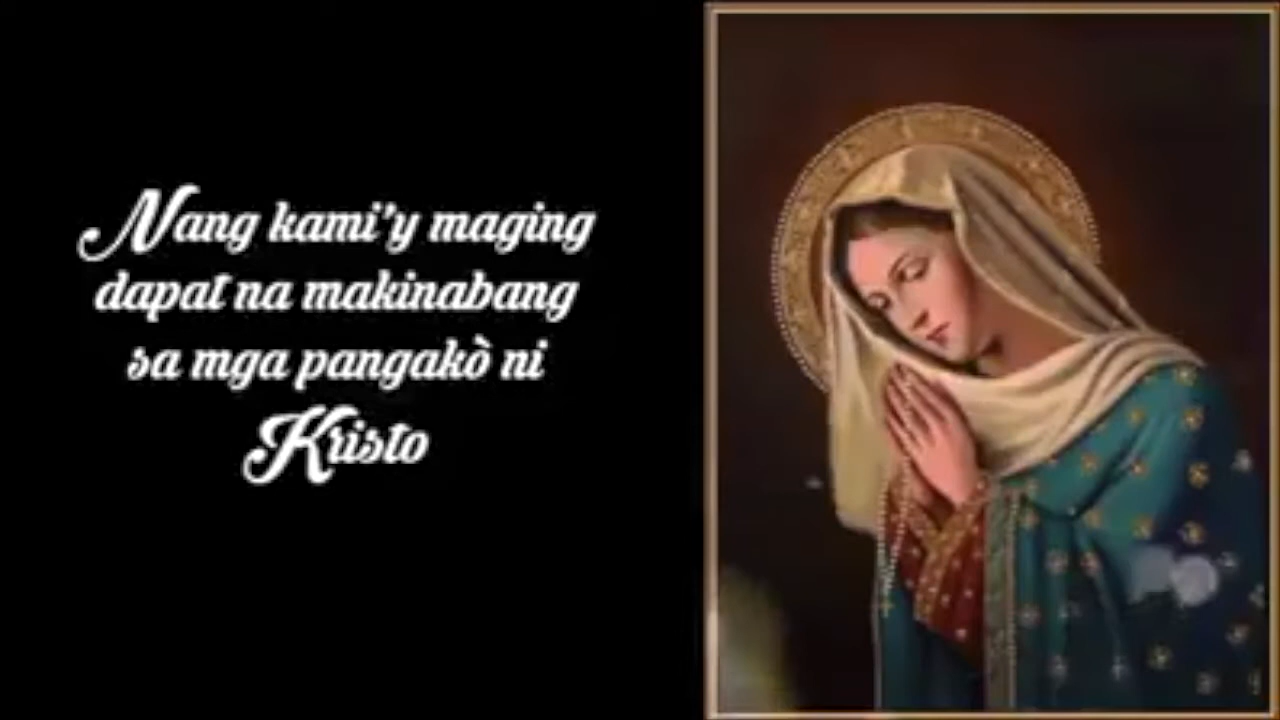 Nang kami'y maging
dapat na makinabang
sa mga pangakò ni
Kristo